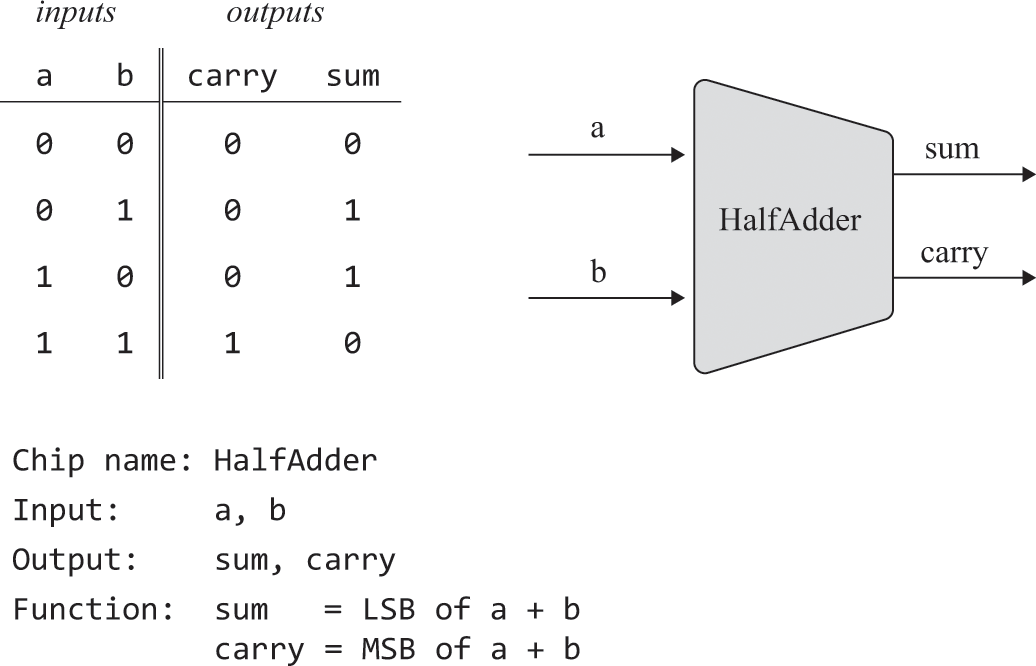 inputs outputs
a b carry sum
0 0 0 0
0 1 0 1
1 0 0 1
1 1 1 0
a
b
HalfAdder
sum
carry
Chip name: HalfAdder
Input: a, b
Output: sum, carry
Function: sum = LSB of a + b
carry = MSB of a + b